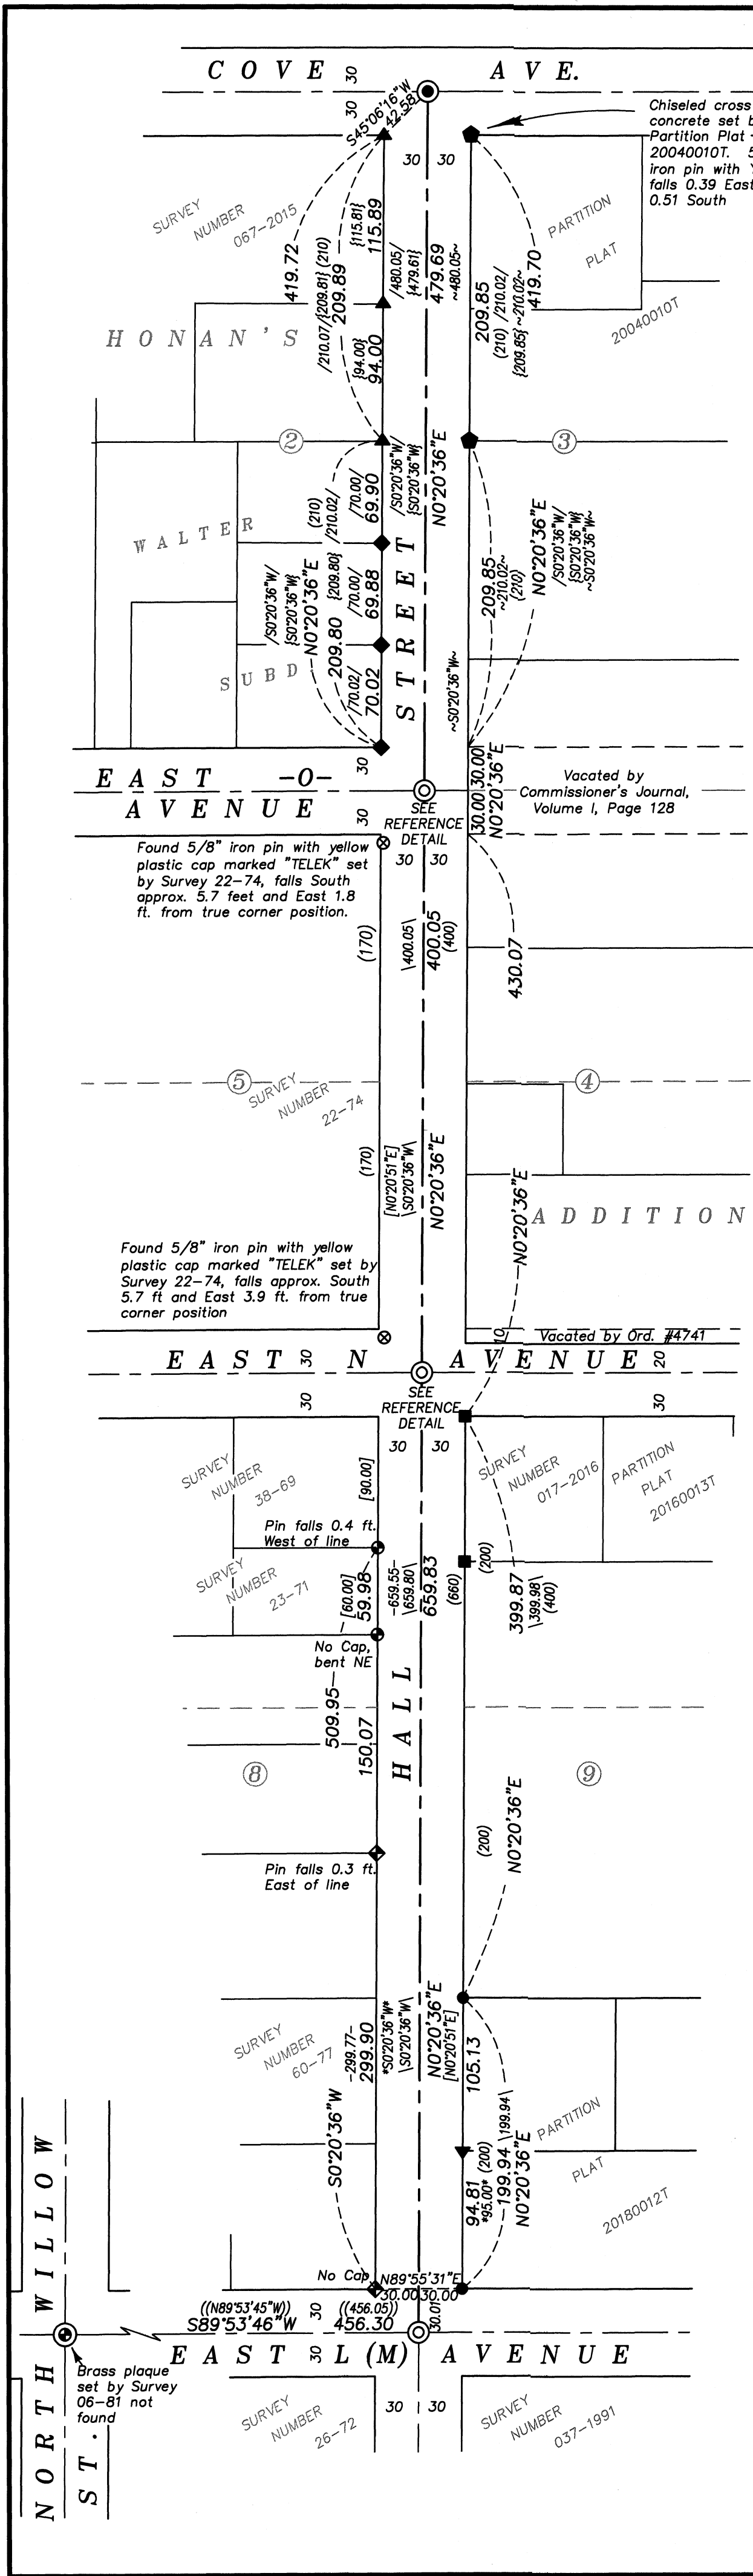 COVE AVE.
30
30
S45°06'16"W
42.58
30 30
Chiseled cross
concrete set b
Partition Plat
20040010T. 5
iron pin with Y
falls 0.39 East
0.51 South
SURVEY
NUMBER
067-2015
PARTITION
PLAT
20040010T
419.72
/210.07/{209.81} (210)
209.89
{115.81}
115.89
{94.00}
94.00
/480.05/
{479.61}
479.69
~480.05~
209.85
(210) /210.02/
{209.85} ~210.02~
419.70
HONAN'S
2
3
WALTER
SUBD
(210)
/210.02/
/70.00/
69.90
/S0°20'36"W/
{S0°20'36"W}
N0°20'36"E
/S0°20'36"W/
{S0°20'36"W}
N0°20'36"E
{209.80}
209.80
/70.00/
69.88
/70.02/
70.02
STREET
209.85
~210.02~
(210)
N0°20'36"E
/S0°20'36"W/
{S0°20'36"W}
~S0°20'36"W~
~S0°20'36"W~
30
EAST -O-
AVENUE
30
SEE
REFERENCE
DETAIL
30 30
30.00 30.00
N0°20'36"E
Vacated by
Commissioner's Journal,
Volume I, Page 128
Found 5/8" iron pin with yellow
plastic cap marked "TELEK" set
by Survey 22-74, falls South
approx. 5.7 feet and East 1.8
ft. from true corner position.
(170)
\400.05\
400.05
(400)
430.07
5
SURVEY
NUMBER
22-74
4
(170)
[N0°20'51"E]
\S0°20'36"W\
N0°20'36"E
N0°20'36"E
ADDITION
Found 5/8" iron pin with yellow
plastic cap marked "TELEK" set by
Survey 22-74, falls approx. South
5.7 ft and East 3.9 ft. from true
corner position
10
Vacated by Ord. #4741
EAST 30 N AVENUE 20
30
SEE
REFERENCE
DETAIL
30
30 30
SURVEY
NUMBER
38-69
[90.00]
SURVEY
NUMBER
017-2016
PARTITION
PLAT
20160013T
Pin falls 0.4 ft.
West of line
SURVEY
NUMBER
23-71
[60.00]
59.98
-659.55-
\659.80\
659.83
(660)
(200)
399.87
\399.98\
(400)
No Cap,
bent NE
509.95
150.07
HALL
8
9
(200)
N0°20'36"E
Pin falls 0.3 ft.
East of line
SURVEY
NUMBER
60-77
-299.77-
299.90
*S0°20'36"W*
\S0°20'36"W\
N0°20'36"E
[N0°20'51"E]
105.13
S0°20'36"W
94.81
*95.00* (200)
199.94 \199.94\
N0°20'36"E
PARTITION
PLAT
20180012T
No Cap
N89°55'31"E
30.00 30.00
30.01
((N89°53'45"W)) 30 ((456.05))
S89°53'46"W 456.30
EAST 30 L (M) AVENUE
NORTH WILLOW
ST.
Brass plaque
set by Survey
06-81 not
found
SURVEY
NUMBER
26-72
30 30
SURVEY
NUMBER
037-1991